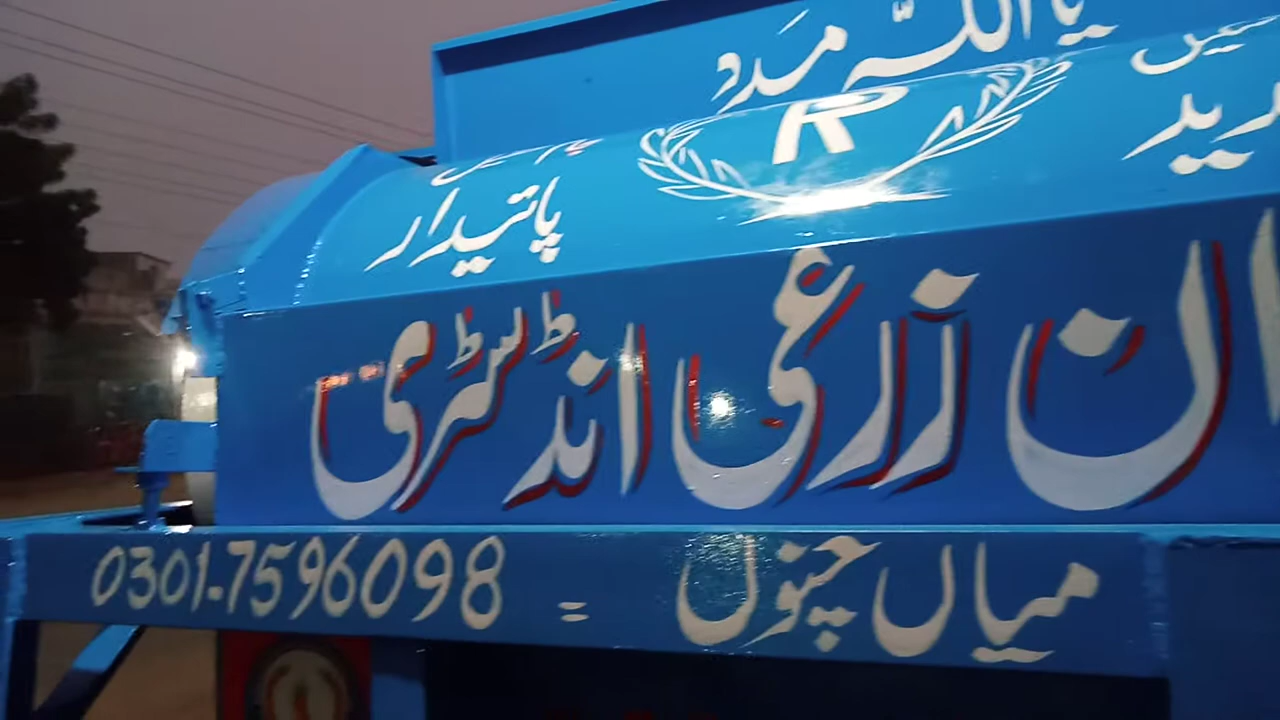 یا اللہ مدد
R
پائیدار
ان زرعی انڈسٹری
میاں چنوں = 0301-7596098